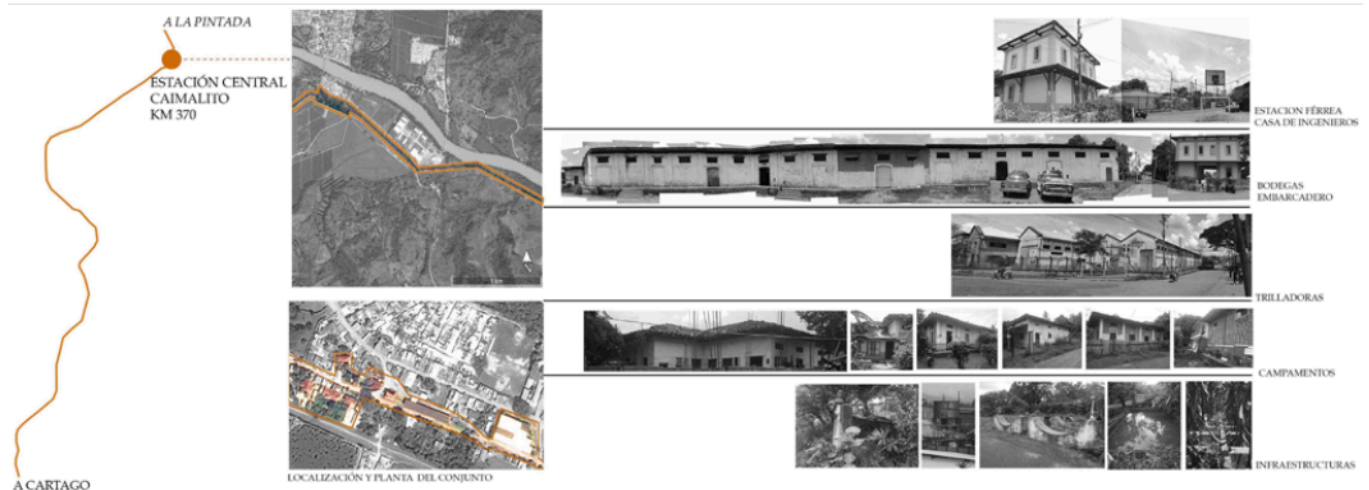 A LA PINTADA
ESTACIÓN CENTRAL
CAIMALITO
KM 370
A CARTAGO
LOCALIZACIÓN Y PLANTA DEL CONJUNTO
ESTACION FÉRREA
CASA DE INGENIEROS
BODEGAS
EMBARCADERO
TRILLADORAS
CAMPAMENTOS
INFRAESTRUCTURAS